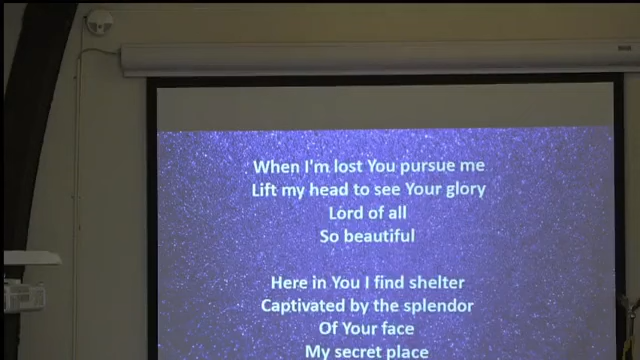 When I'm lost You pursue me
Lift my head to see Your glory
Lord of all
So beautiful
Here in You I find shelter
Captivated by the splendor
Of Your face
My secret place